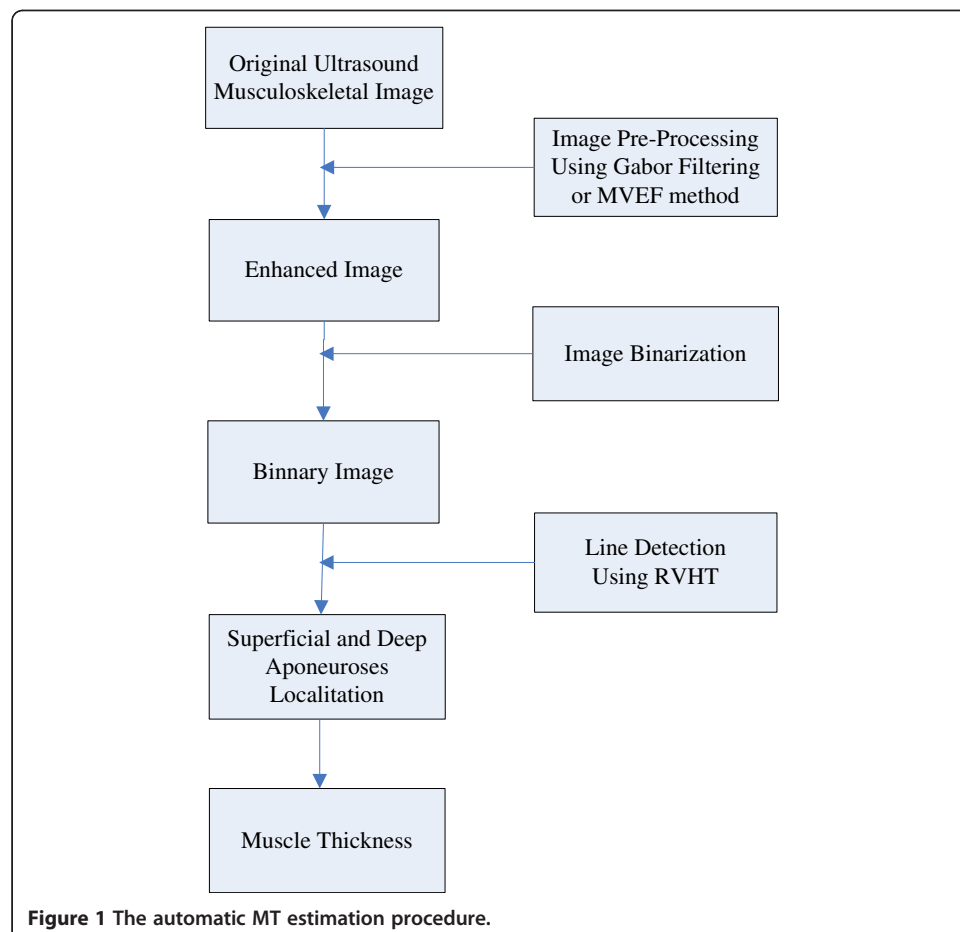 Original Ultrasound
Musculoskeletal Image
Image Pre-Processing
Using Gabor Filtering
or MVEF method
Enhanced Image
Image Binarization
Binnary Image
Line Detection
Using RVHT
Superficial and Deep
Aponeuroses
Localitation
Muscle Thickness
Figure 1 The automatic MT estimation procedure.